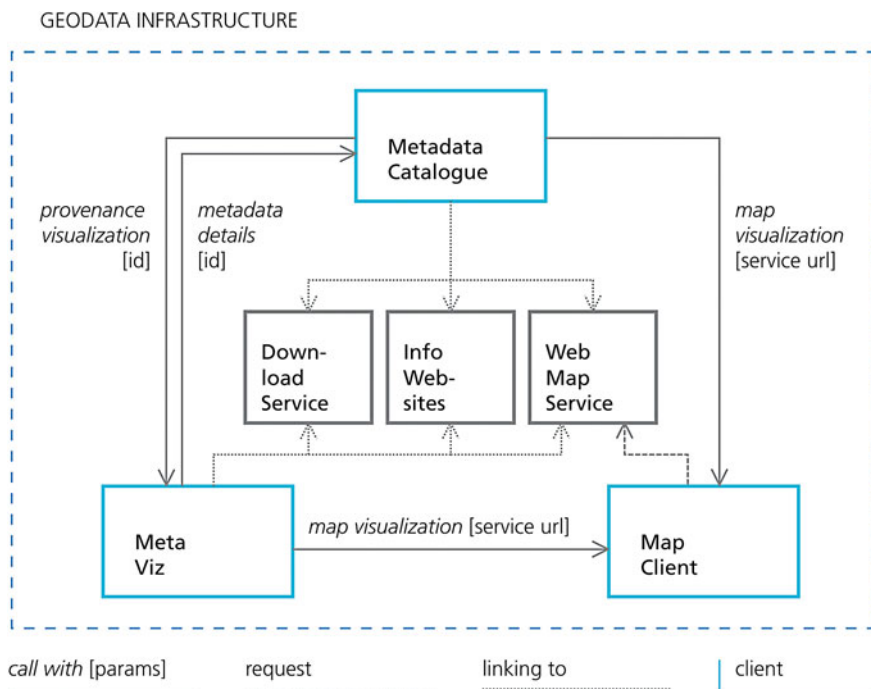 GEODATA INFRASTRUCTURE
Metadada
Catalogue
provenance
visualization
[id]
metadata
details
[id]
map
visualization
[service url]
Down-
load
Service
Info
Web-
sites
Web
Map
Service
Meta
Viz
map visualization [service url]
Map
Client
call with [params]
request
linking to
client